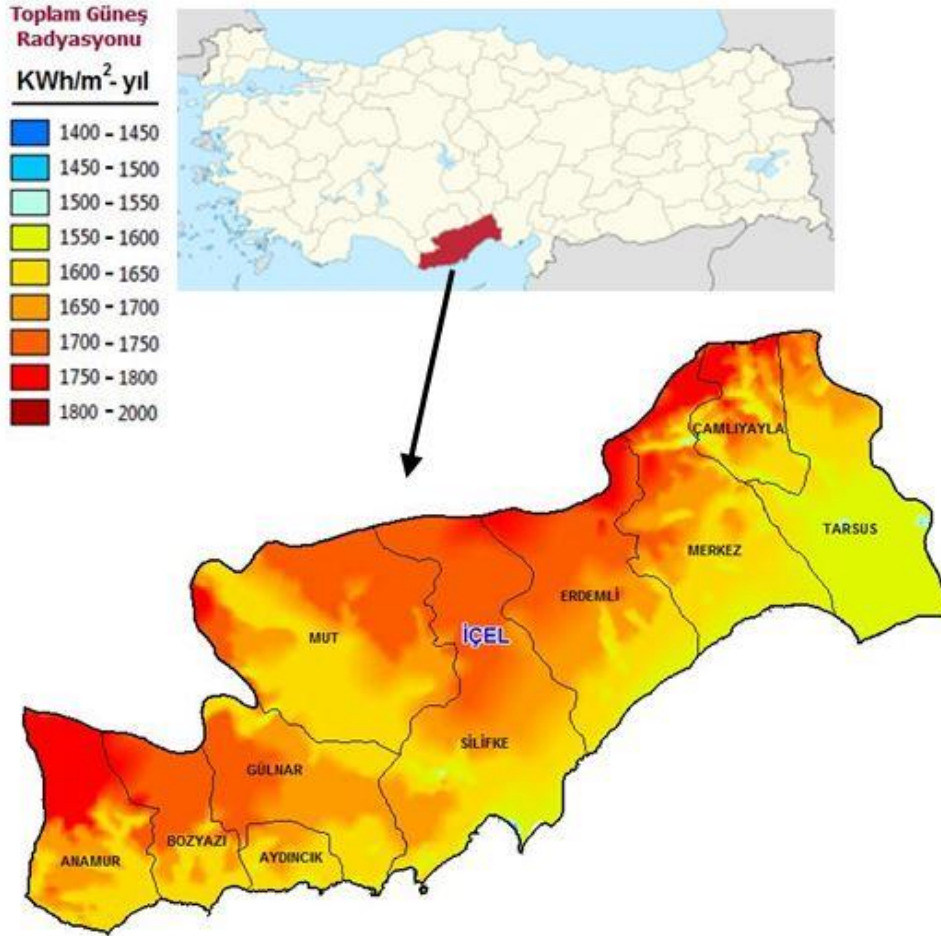 Toplam Güneş
Radyasyonu
KWh/m²- yıl
1400 - 1450
1450 - 1500
1500 - 1550
1550 - 1600
1600 - 1650
1650 - 1700
1700 - 1750
1750 - 1800
1800 - 2000
ÇAMLIYAYLA
TARSUS
MERKEZ
ERDEMLİ
MUT
İÇEL
SİLİFKE
GÜLNAR
BOZYAZI
AYDINCIK
ANAMUR